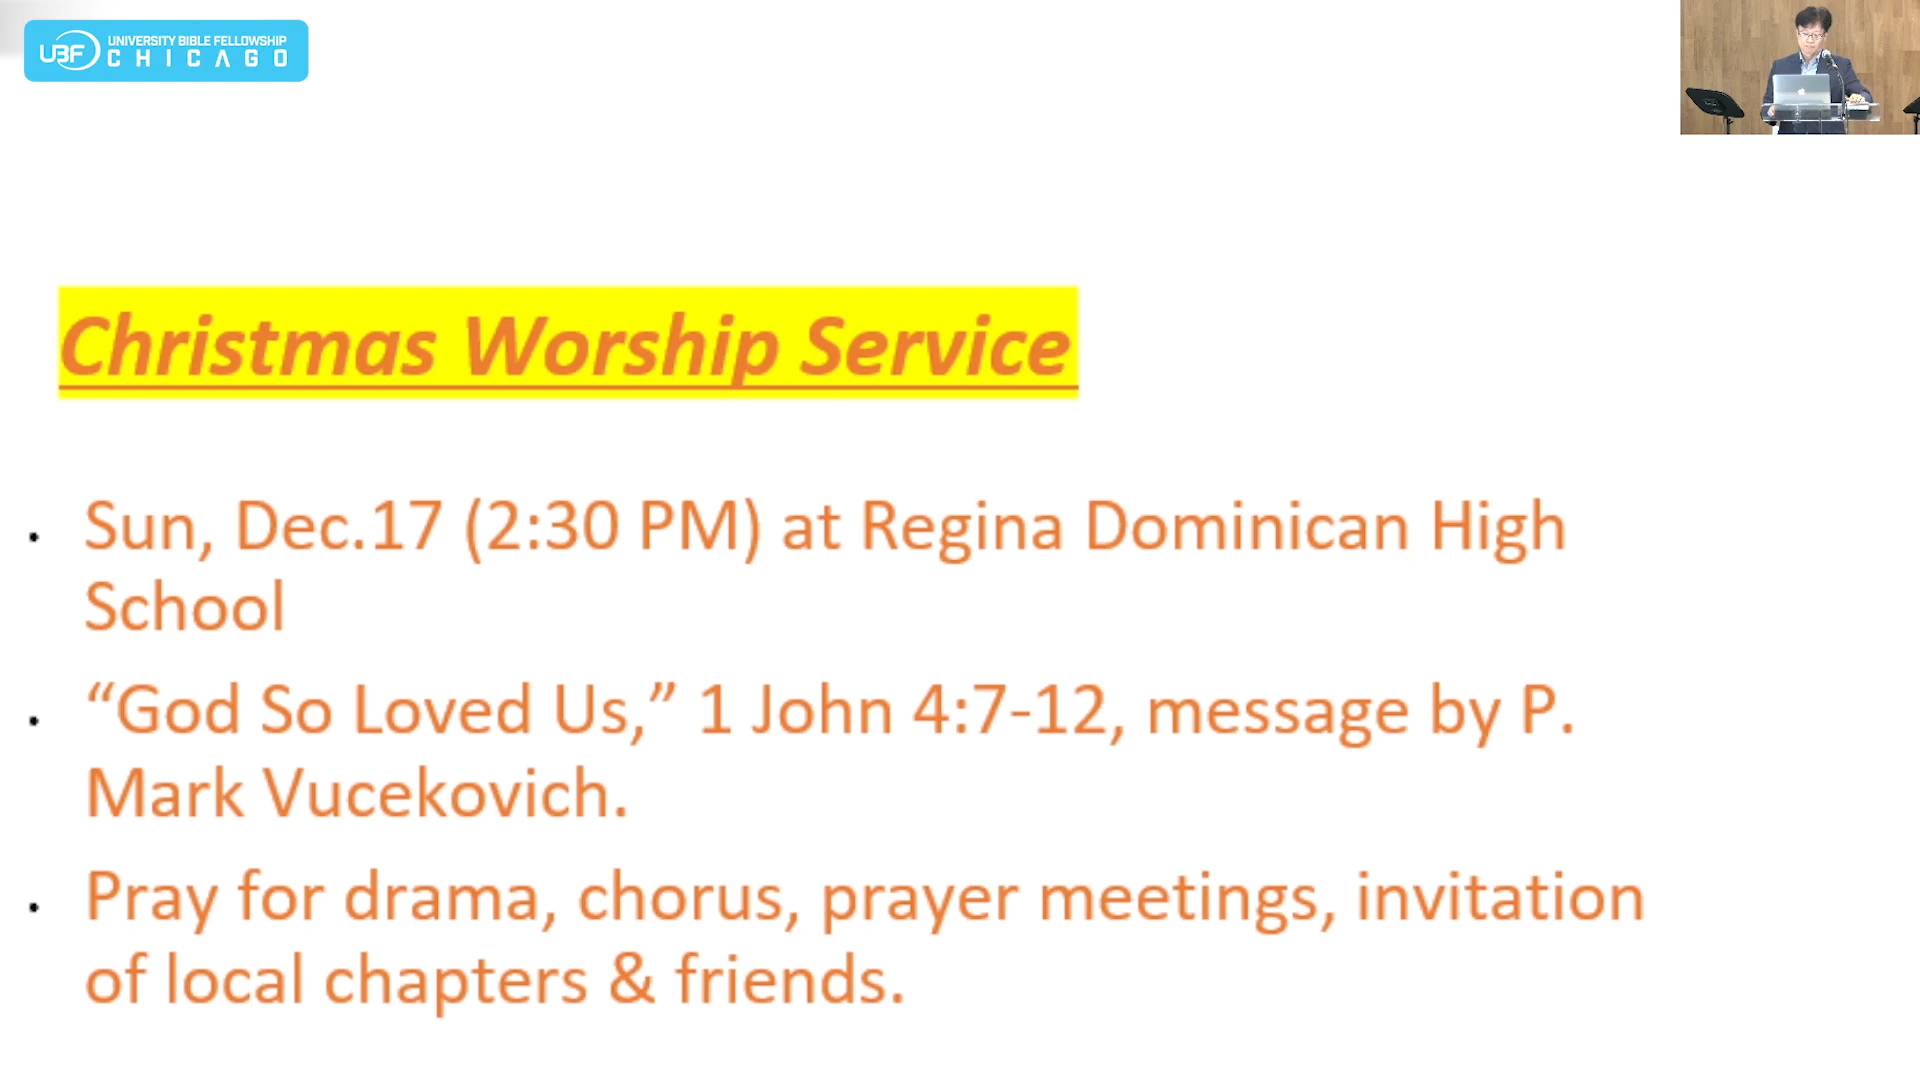 UBF UNIVERSITY BIBLE FELLOWSHIP
CHICAGO
Christmas Worship Service
• Sun, Dec.17 (2:30 PM) at Regina Dominican High
School
• “God So Loved Us,” 1 John 4:7-12, message by P.
Mark Vucekovich.
• Pray for drama, chorus, prayer meetings, invitation
of local chapters & friends.